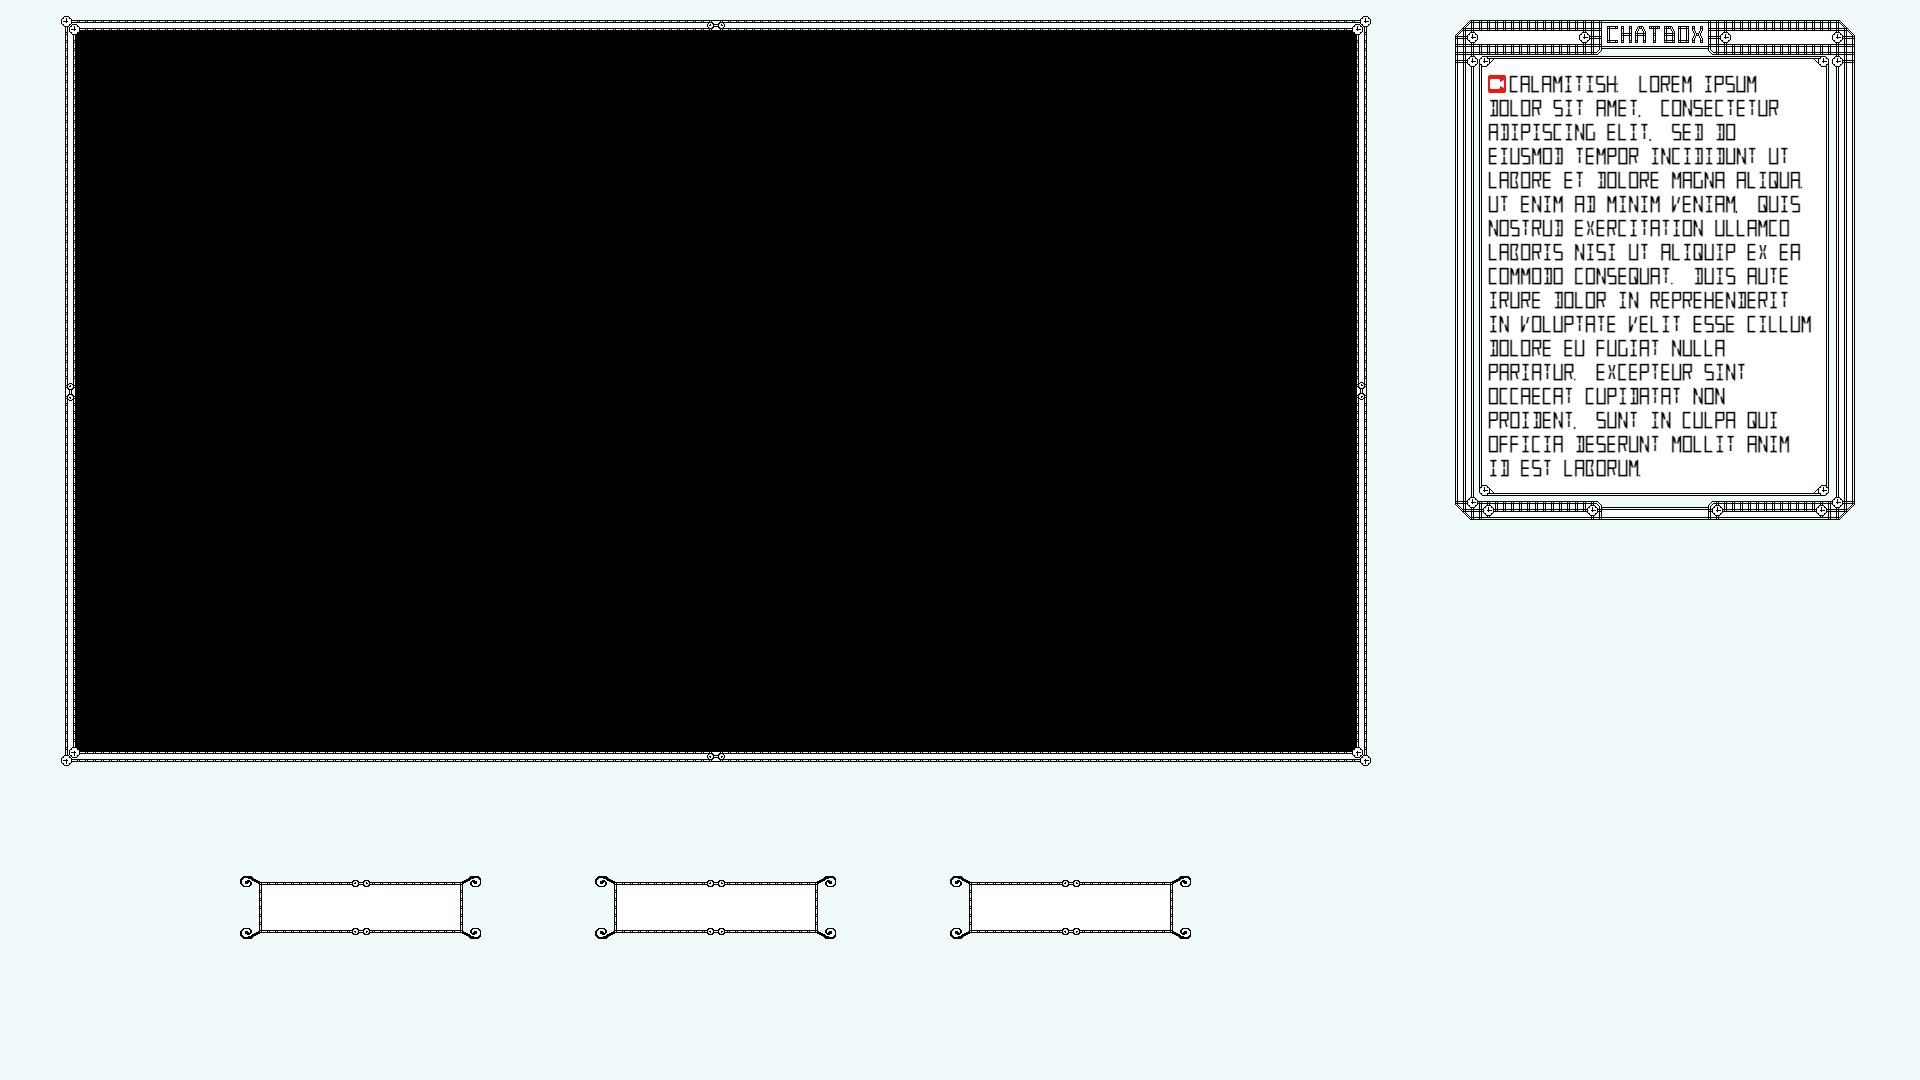 CHATBOX
CALAMITISH: LOREM IPSUM
DOLOR SIT AMET, CONSECTETUR
ADIPISCING ELIT, SED DO
EIUSMOD TEMPOR INCIDIDUNT UT
LABORE ET DOLORE MAGNA ALIQUA.
UT ENIM AD MINIM VENIAM, QUIS
NOSTRUD EXERCITATION ULLAMCO
LABORIS NISI UT ALIQUIP EX EA
COMMODO CONSEQUAT. DUIS AUTE
IRURE DOLOR IN REPREHENDERIT
IN VOLUPTATE VELIT ESSE CILLUM
DOLORE EU FUGIAT NULLA
PARIATUR. EXCEPTEUR SINT
OCCAECAT CUPIDATAT NON
PROIDENT, SUNT IN CULPA QUI
OFFICIA DESERUNT MOLLIT ANIM
ID EST LABORUM.